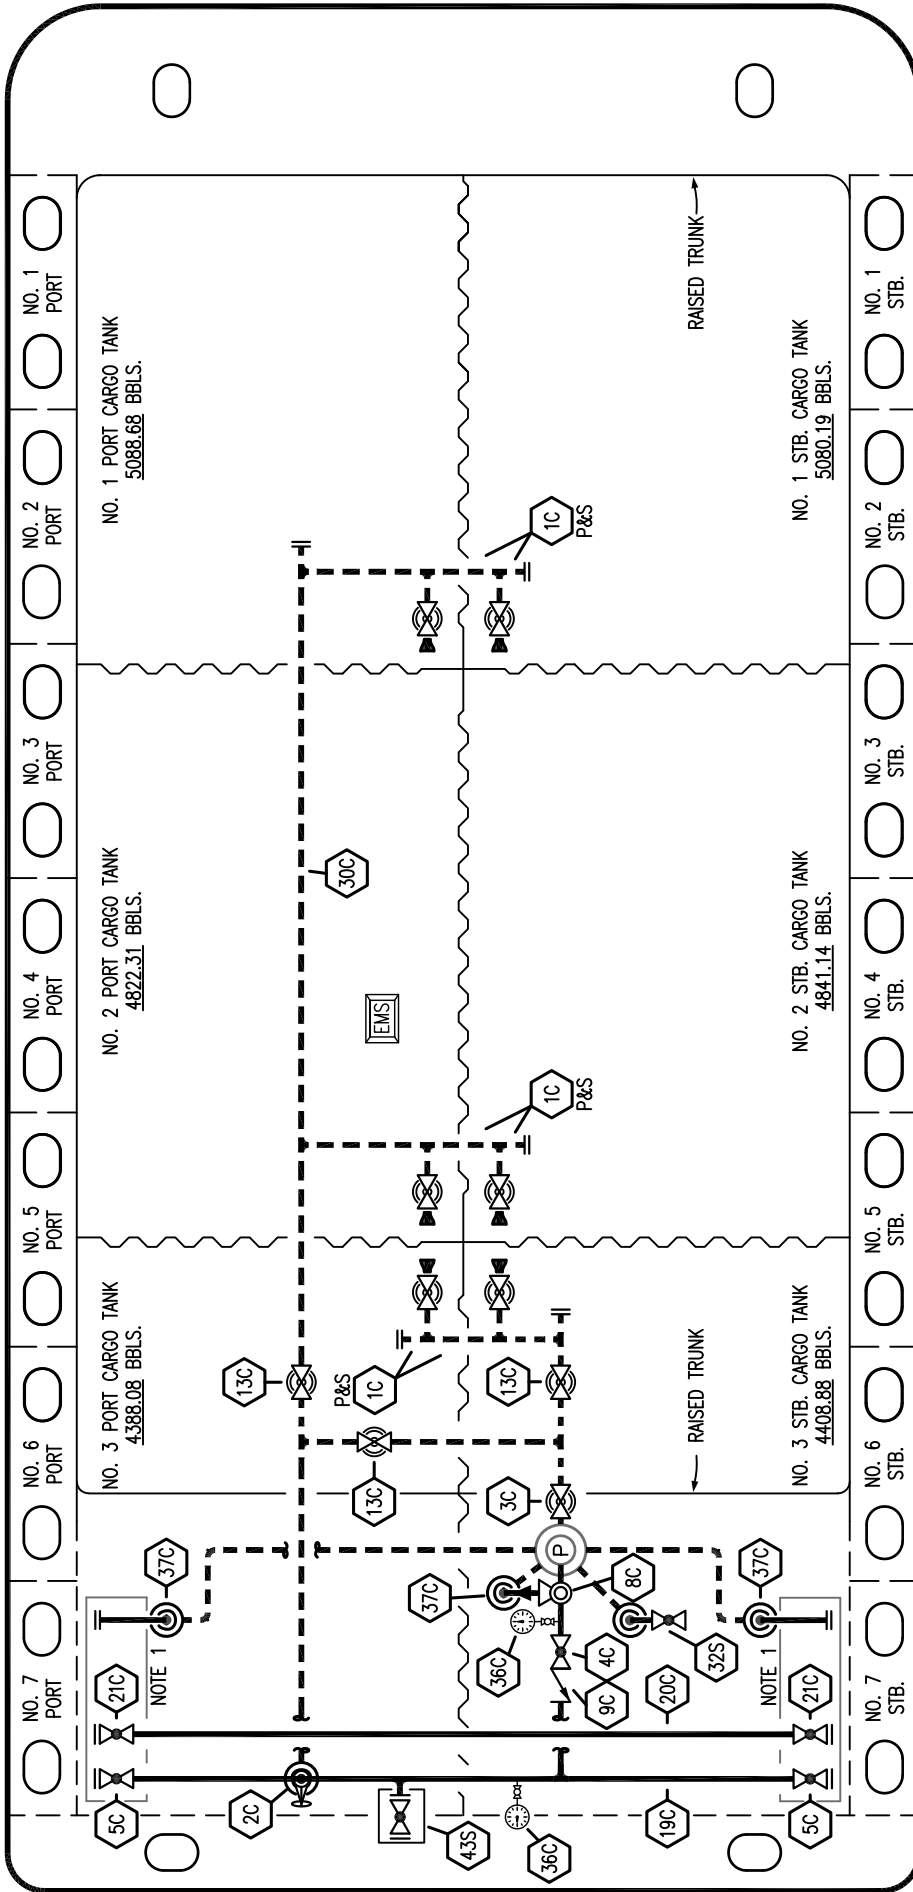 NO. 1
PORT
NO. 2
PORT
NO. 3
PORT
NO. 4
PORT
NO. 5
PORT
NO. 6
PORT
NO. 7
PORT
NO. 1 PORT CARGO TANK
5088.68 BBLS.
NO. 2 PORT CARGO TANK
4822.31 BBLS.
NO. 3 PORT CARGO TANK
4388.08 BBLS.
RAISED TRUNK
1C
P&S
30C
EMS
1C
P&S
13C
P&S
1C
13C
13C
3C
RAISED TRUNK
37C
37C
8C
37C
36C
4C
32S
9C
20C
NOTE 1
NOTE 1
21C
21C
5C
2C
43S
36C
19C
5C
P
NO. 1 STB. CARGO TANK
5080.19 BBLS.
NO. 2 STB. CARGO TANK
4841.14 BBLS.
NO. 3 STB. CARGO TANK
4408.88 BBLS.
NO. 1
STB.
NO. 2
STB.
NO. 3
STB.
NO. 4
STB.
NO. 5
STB.
NO. 6
STB.
NO. 7
STB.